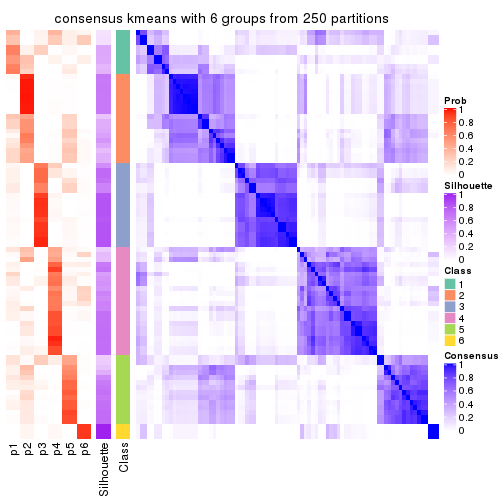 consensus kmeans with 6 groups from 250 partitions
Prob
1
0.8
0.6
0.4
0.2
0
Silhouette
1
0.8
0.6
0.4
0.2
0
Class
1
2
3
4
5
6
Consensus
1
0.8
0.6
0.4
0.2
0
p1
p2
p3
p4
p5
p6
Silhouette
Class